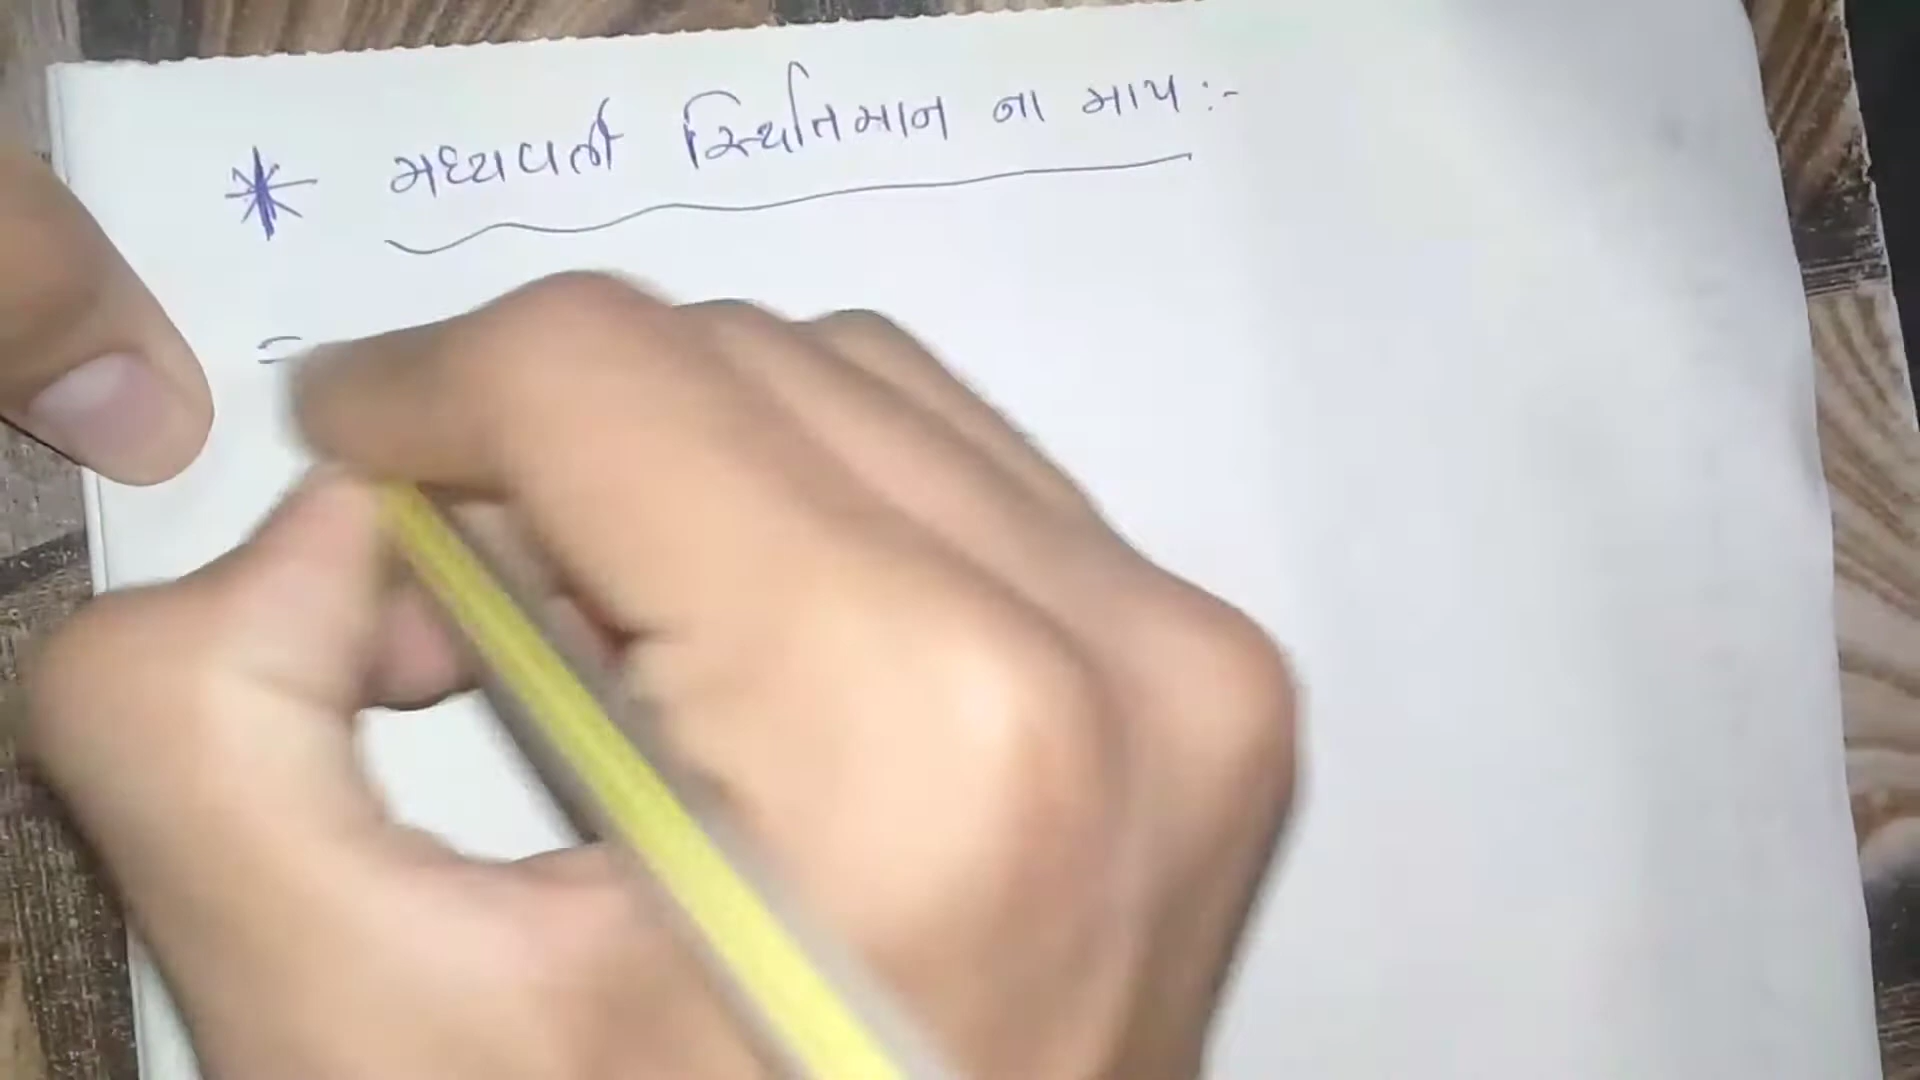 * મધ્યવર્તી સ્થિતિમાન ના માપ :-
=